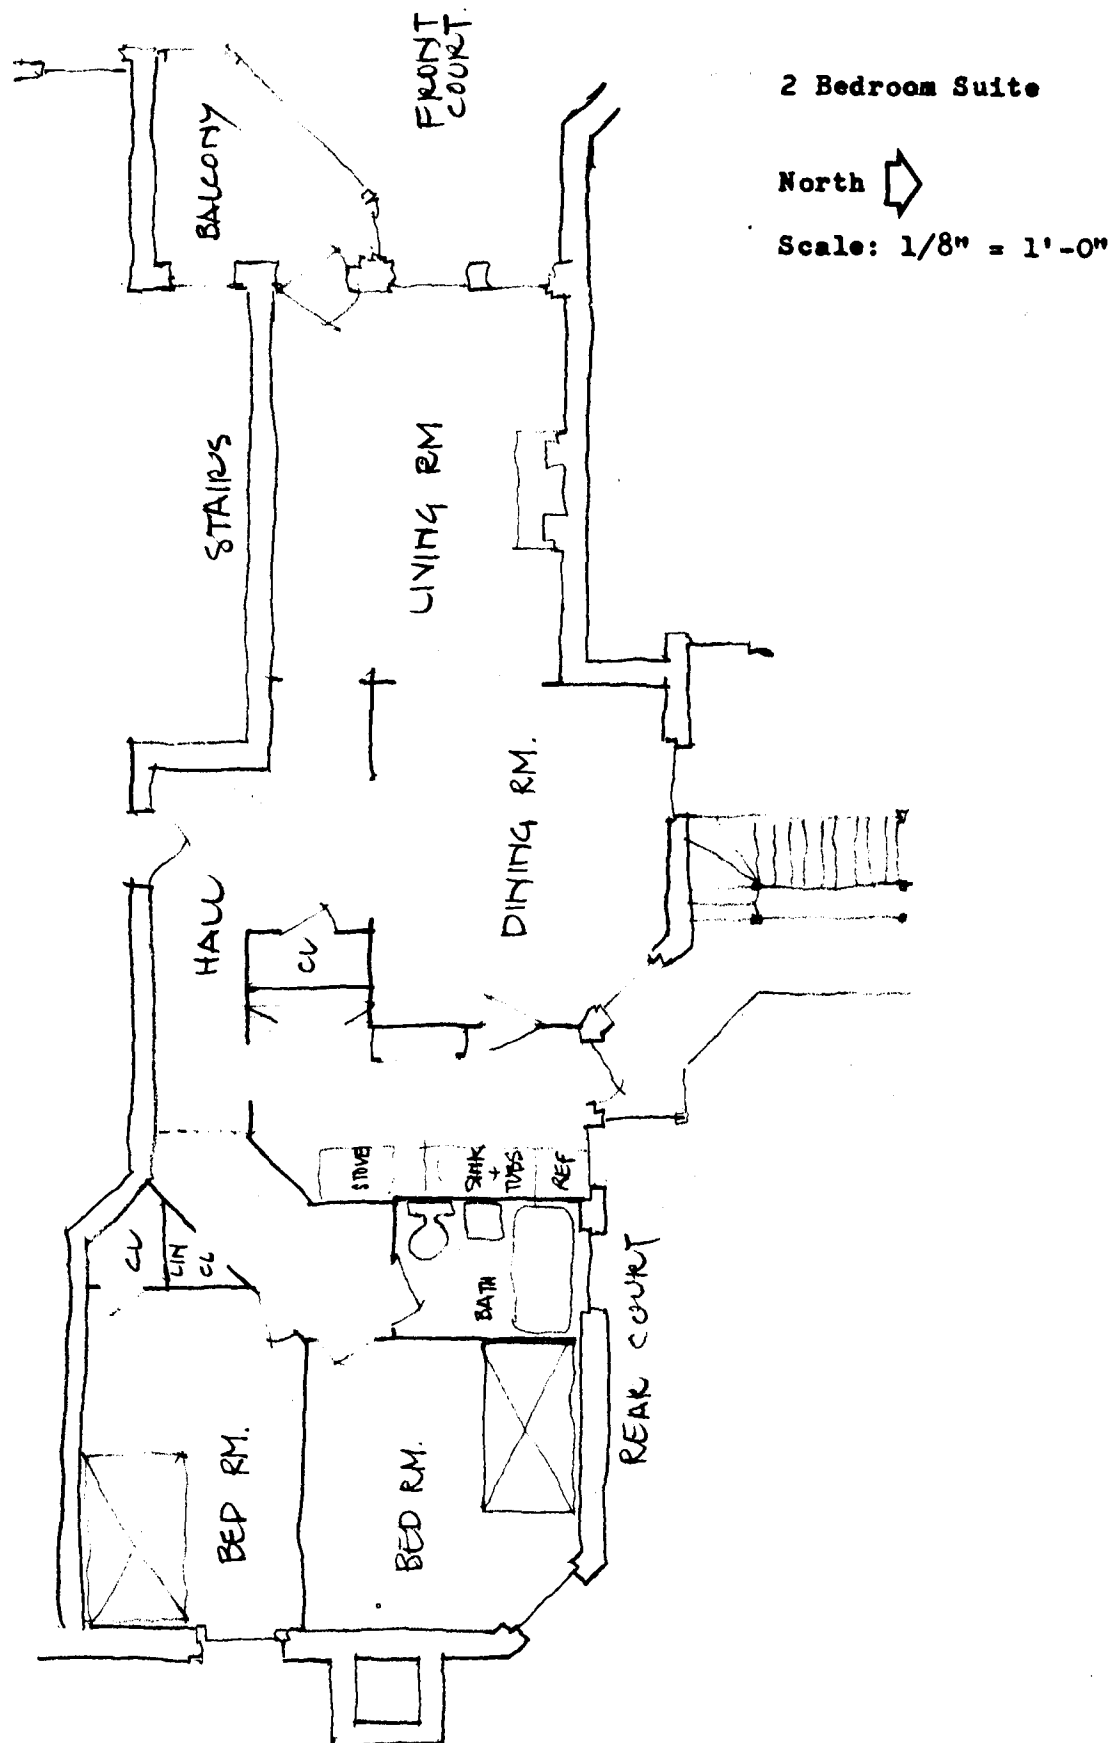 2 Bedroom Suite
North
Scale: 1/8" = 1'-0"
FRONT
COURT.
BALCONY
STAIRS
LIVING RM
DINING RM.
HALL
CL
STOVE
SINK
+
TUBS
REF
CL
LIN
CL
BATH
REAR COURT
BED RM.
BED RM.